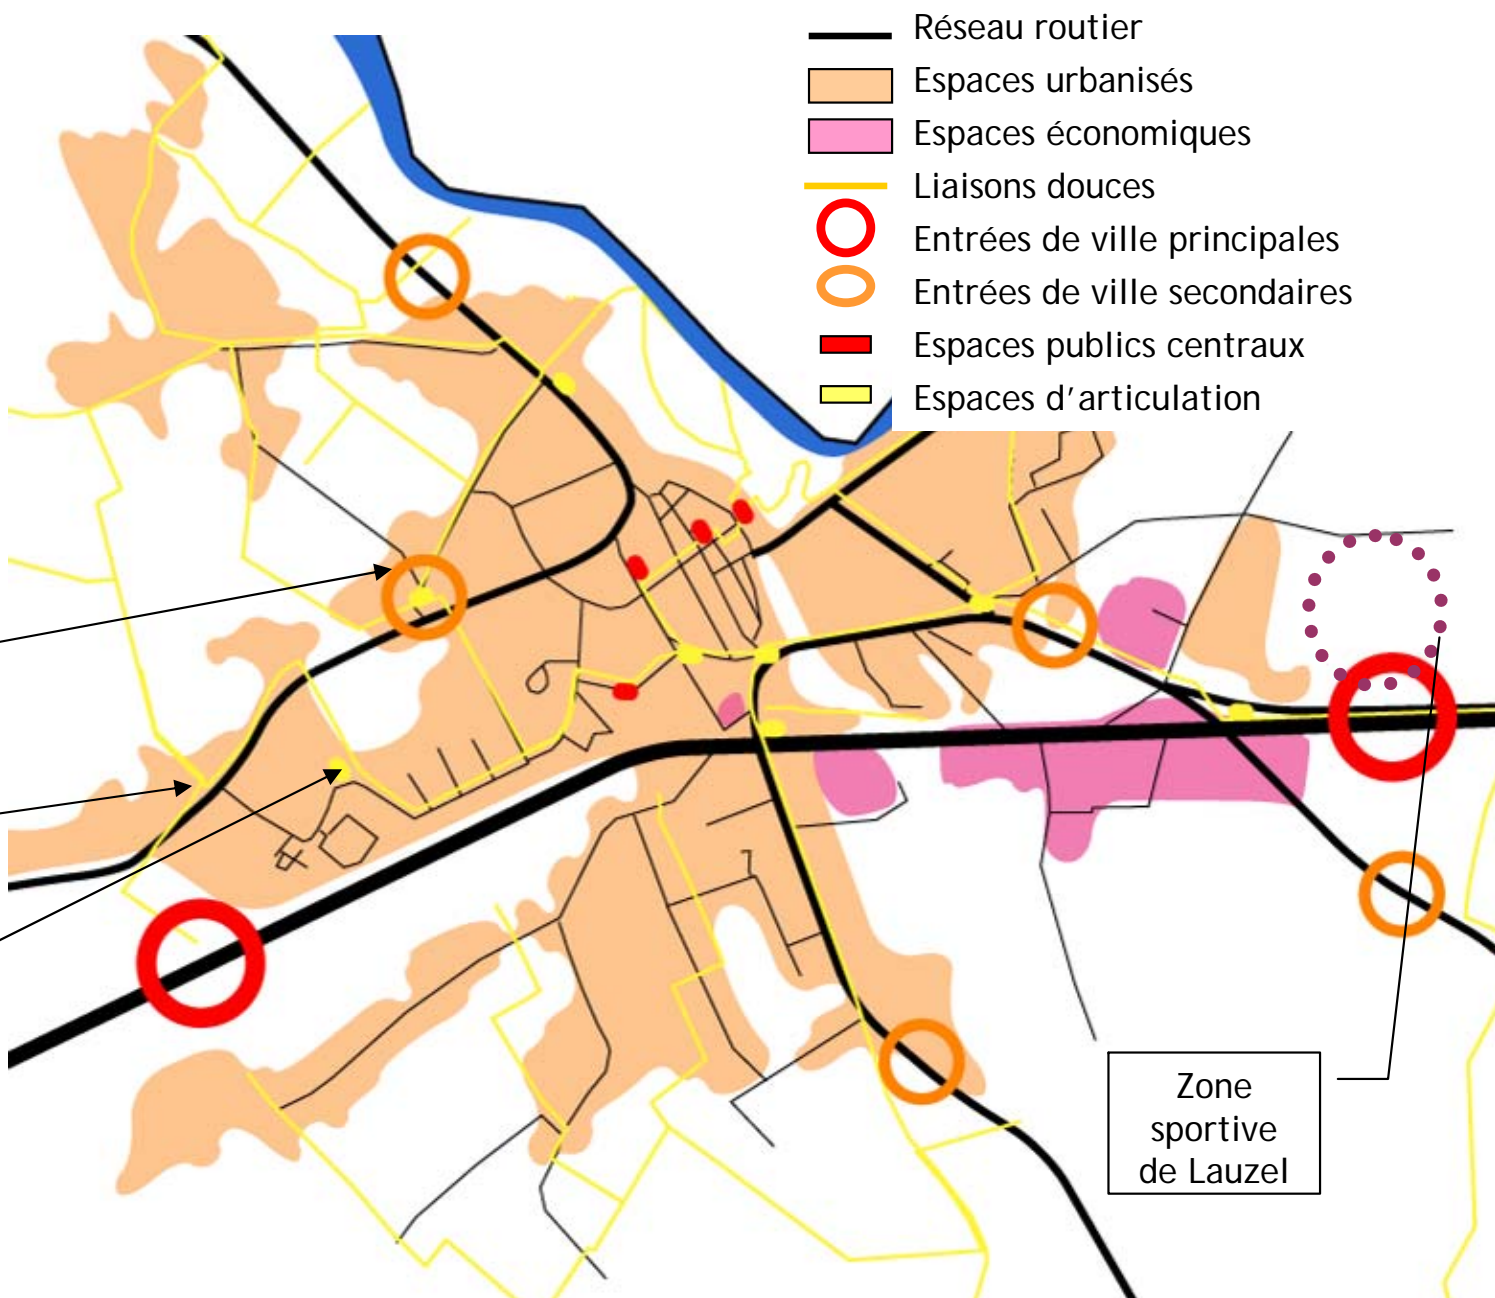 Réseau routier
Espaces urbanisés
Espaces économiques
Liaisons douces
Entrées de ville principales
Entrées de ville secondaires
Espaces publics centraux
Espaces d'articulation
Zone
sportive
de Lauzel